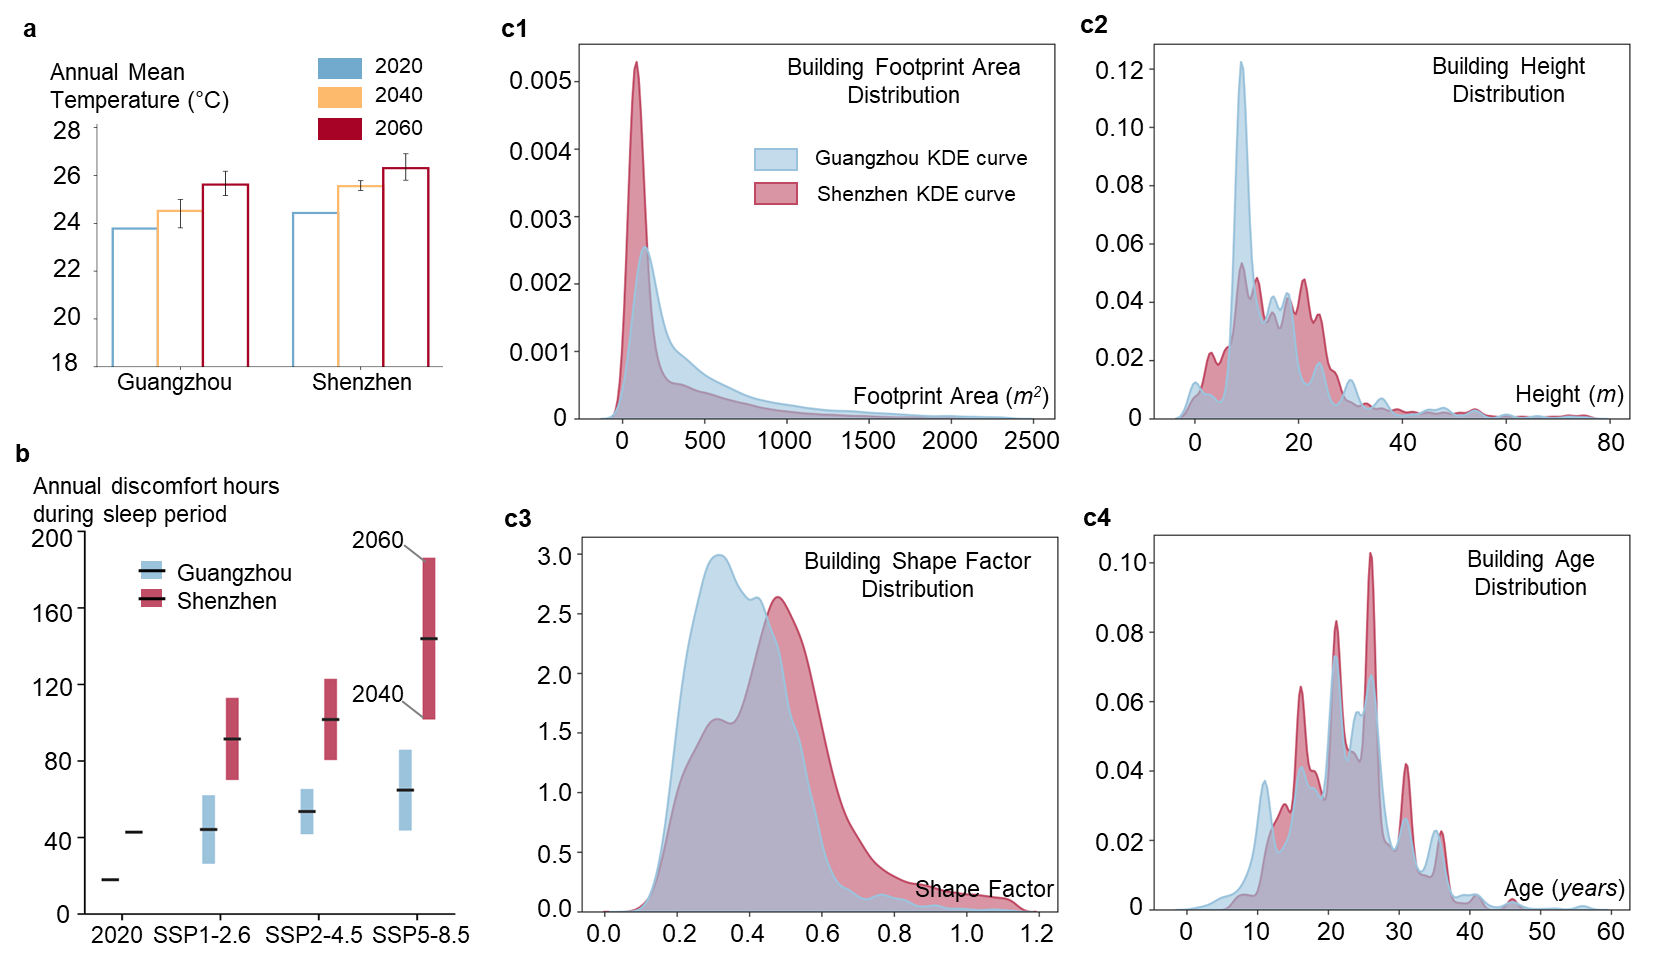 a
Annual Mean
Temperature (°C)
2020
2040
2060
28
26
24
22
20
18
Guangzhou
Shenzhen
b
Annual discomfort hours
during sleep period
200
160
120
80
40
0
Guangzhou
Shenzhen
2060
2040
2020
SSP1-2.6
SSP2-4.5
SSP5-8.5
c1
Building Footprint Area
Distribution
Guangzhou KDE curve
Shenzhen KDE curve
0.005
0.004
0.003
0.002
0.001
0
Footprint Area (m²)
0
500
1000
1500
2000
2500
c2
Building Height
Distribution
0.12
0.10
0.08
0.06
0.04
0.02
0
Height (m)
0
20
40
60
80
c3
Building Shape Factor
Distribution
3.0
2.5
2.0
1.5
1.0
0.5
0.0
Shape Factor
0.0
0.2
0.4
0.6
0.8
1.0
1.2
c4
Building Age
Distribution
0.10
0.08
0.06
0.04
0.02
0
Age (years)
0
10
20
30
40
50
60